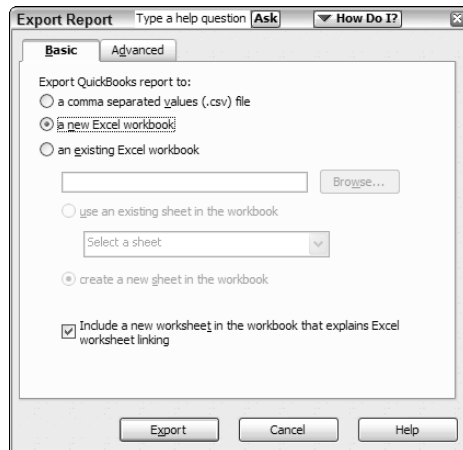 Export Report Type a help question Ask How Do I?
Basic Advanced
Export QuickBooks report to:
a comma separated values (.csv) file
a new Excel workbook
an existing Excel workbook
Browse...
use an existing sheet in the workbook
Select a sheet
create a new sheet in the workbook
Include a new worksheet in the workbook that explains Excel
worksheet linking
Export Cancel Help